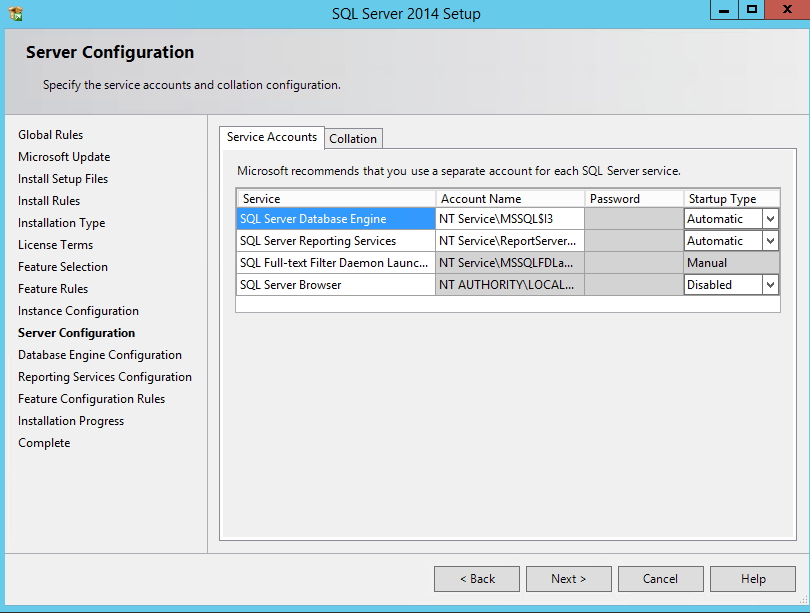 SQL Server 2014 Setup
Server Configuration
Specify the service accounts and collation configuration.
Global Rules
Microsoft Update
Install Setup Files
Install Rules
Installation Type
License Terms
Feature Selection
Feature Rules
Instance Configuration
Server Configuration
Database Engine Configuration
Reporting Services Configuration
Feature Configuration Rules
Installation Progress
Complete
Service Accounts Collation
Microsoft recommends that you use a separate account for each SQL Server service.
Service Account Name Password Startup Type
SQL Server Database Engine NT Service\MSSQL$I3 Automatic
SQL Server Reporting Services NT Service\ReportServer... Automatic
SQL Full-text Filter Daemon Launc... NT Service\MSSQLFDLa... Manual
SQL Server Browser NT AUTHORITY\LOCAL... Disabled
< Back Next > Cancel Help